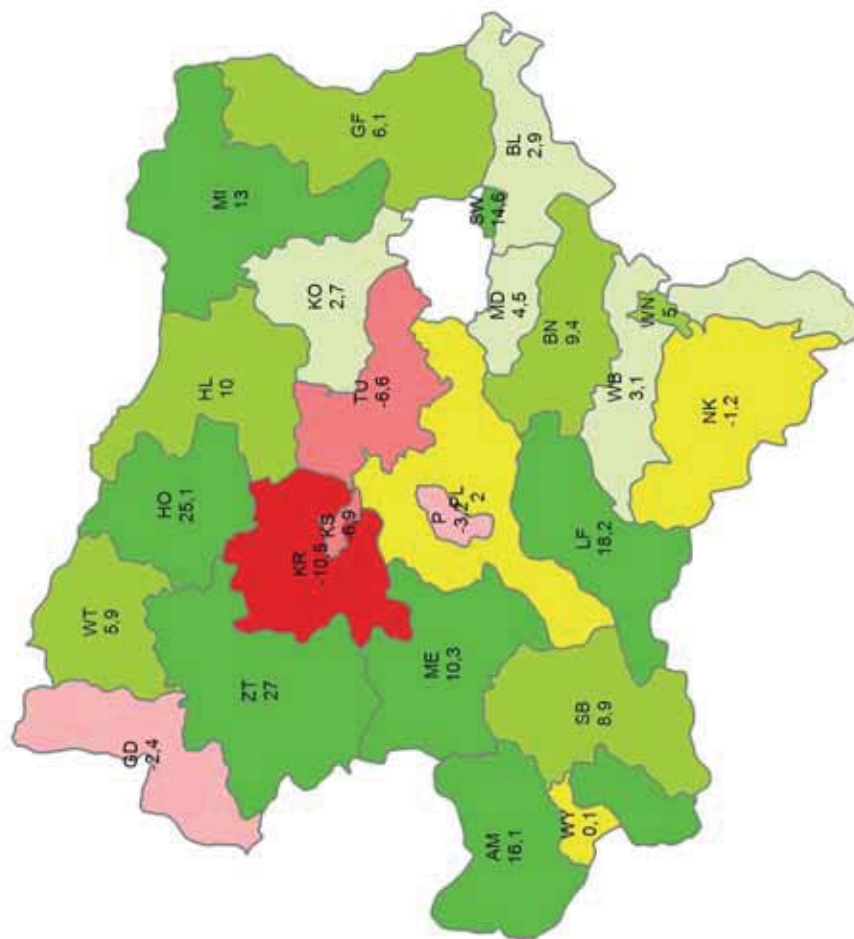 GD
-2,4
WT
5,9
HO
25,1
HL
10
MI
13
GF
6,1
ZT
27
KR
-10,5
KS
-6,9
KO
2,7
TU
-6,6
ME
10,3
P
-3,2
PL
2
SW
14,6
BL
2,9
MD
4,5
BN
9,4
AM
16,1
WY
0,1
SB
8,9
LF
18,2
WB
3,1
WN
5
NK
-1,2